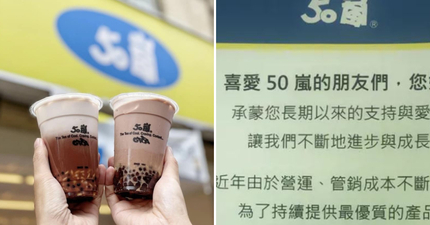 50嵐
50嵐
50嵐
50嵐
喜愛 50 嵐的朋友們，您
承蒙您長期以來的支持與愛
讓我們不斷地進步與成長
近年由於營運、管銷成本不斷
為了持續提供最優質的產品